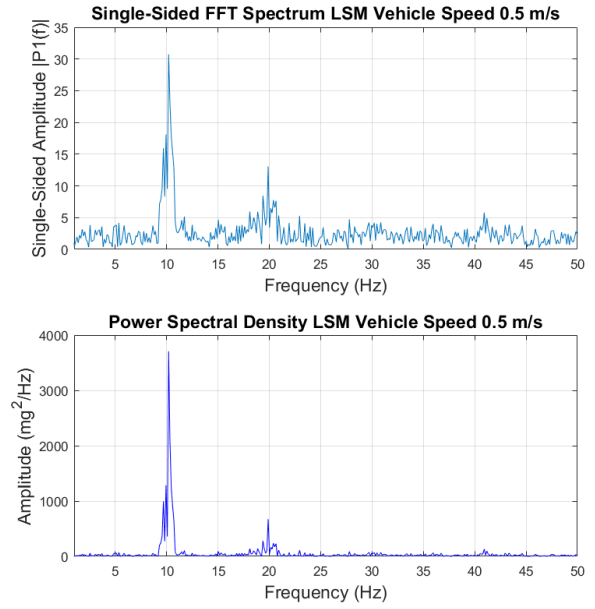 Single-Sided FFT Spectrum LSM Vehicle Speed 0.5 m/s
Single-Sided Amplitude |P1(f)|
35
30
25
20
15
10
5
0
5 10 15 20 25 30 35 40 45 50
Frequency (Hz)
Power Spectral Density LSM Vehicle Speed 0.5 m/s
Amplitude (mg²/Hz)
4000
3000
2000
1000
0
5 10 15 20 25 30 35 40 45 50
Frequency (Hz)